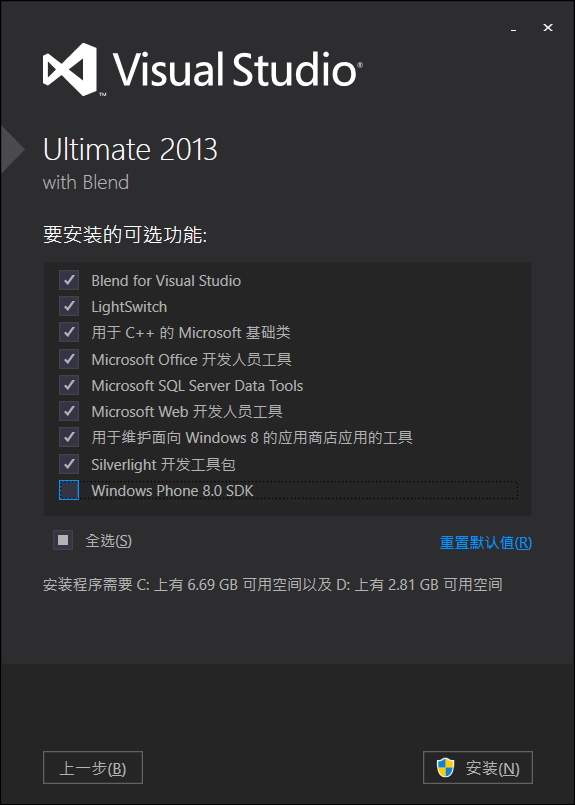 Visual Studio®
™
Ultimate 2013
with Blend
要安装的可选功能:
Blend for Visual Studio
LightSwitch
用于 C++ 的 Microsoft 基础类
Microsoft Office 开发人员工具
Microsoft SQL Server Data Tools
Microsoft Web 开发人员工具
用于维护面向 Windows 8 的应用商店应用的工具
Silverlight 开发工具包
Windows Phone 8.0 SDK
全选(S) 重置默认值(R)
安装程序需要 C: 上有 6.69 GB 可用空间以及 D: 上有 2.81 GB 可用空间
上一步(B) 安装(N)